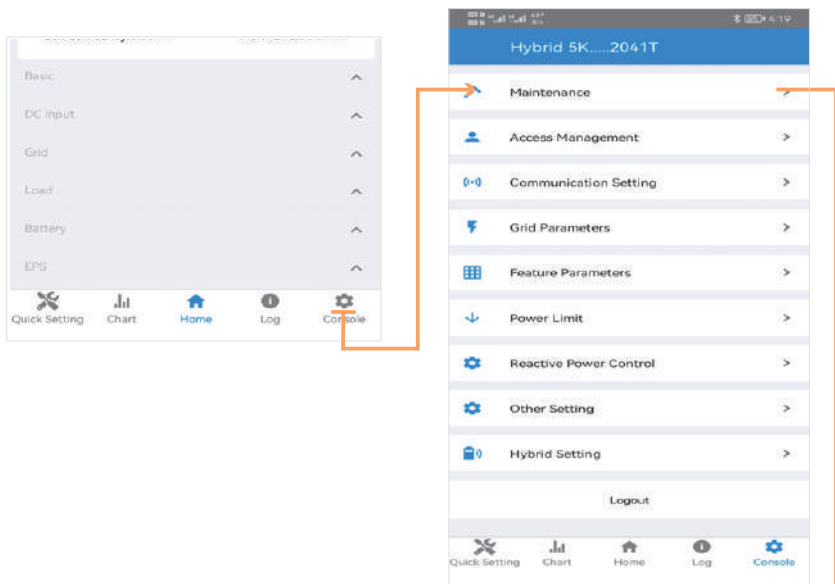 Basic
DC Input
Grid
Load
Battery
EPS
Quick Setting Chart Home Log Console
4:19
Hybrid 5K.....2041T
Maintenance
Access Management
Communication Setting
Grid Parameters
Feature Parameters
Power Limit
Reactive Power Control
Other Setting
Hybrid Setting
Logout
Quick Setting Chart Home Log Console